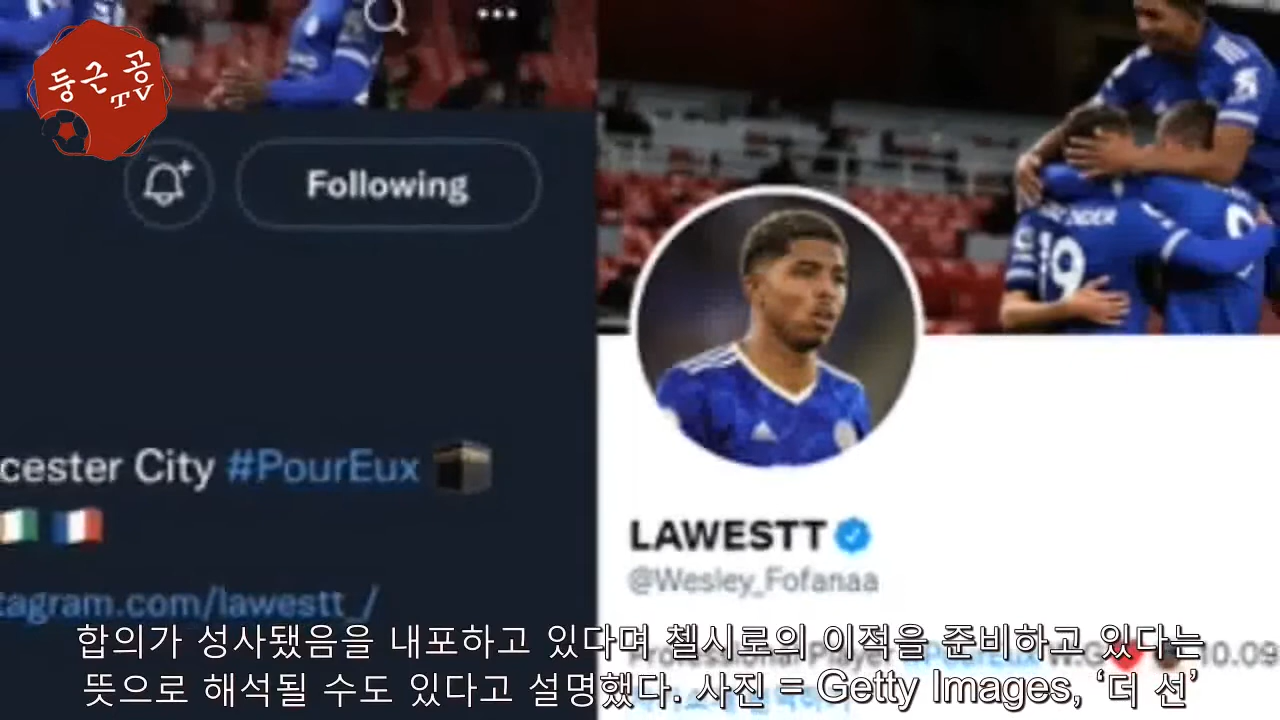 둥근공
TV
Following
19
cester City #PourEux
tagram.com/lawestt_/
LAWESTT
@Wesley_Fofanaa
합의가 성사됐음을 내포하고 있다며 첼시로의 이적을 준비하고 있다는
뜻으로 해석될 수도 있다고 설명했다. 사진 = Getty Images, ‘더 선’